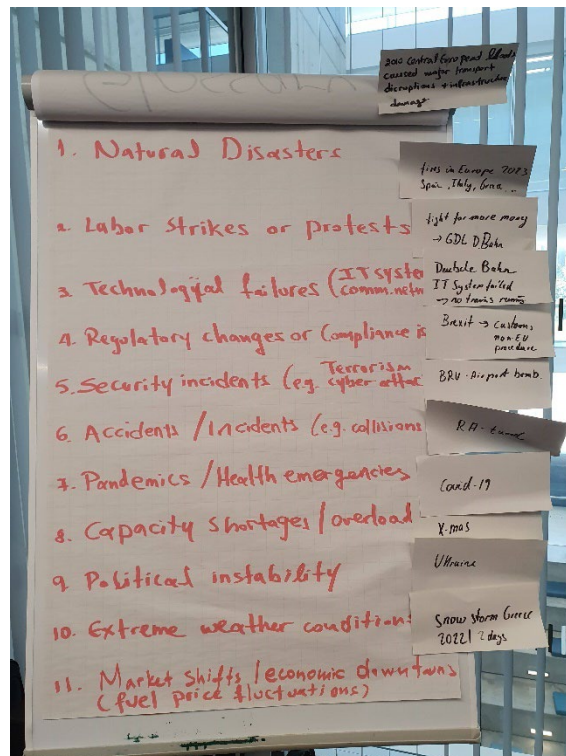 2010 Central European floods
caused major transport
disruptions + infrastructure
damage
1. Natural Disasters
fires in Europe 2023
Spain, Italy, Greece...
2. Labor Strikes or protests
fight for more money
→ GDL DBahn
3. Technological failures (IT syste
comm. netw
Deutsche Bahn
IT System failed
→ no trains running
4. Regulatory changes or Compliance is
Brexit → customs
non-EU
procedure
5. Security incidents (e.g. Terrorism
cyber attac
BRU - Airport bomb.
6. Accidents / Incidents (e.g. collisions
RA-
7. Pandemics / Health emergencies
Covid-19
8. Capacity shortages / overload
X-mas
9. Political instability
Ukraine
10. Extreme weather condition
Snow storm Greece
2022 | 2 days
11. Market shifts / economic downturns
(fuel price fluctuations)